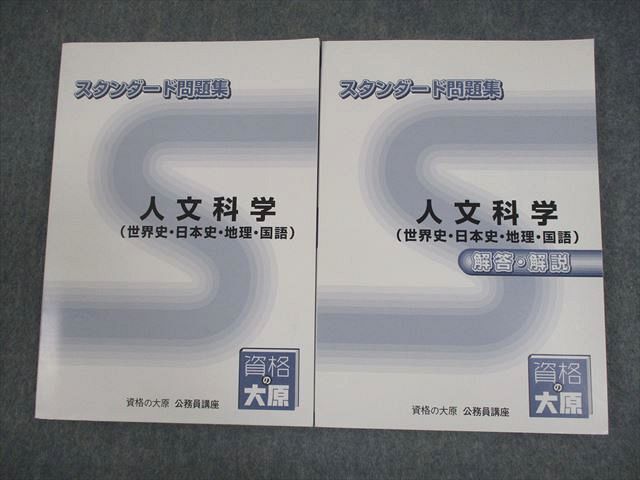 スタンダード問題集
人文科学
(世界史・日本史・地理・国語)
資格の大原
資格の大原 公務員講座
スタンダード問題集
人文科学
(世界史・日本史・地理・国語)
解答・解説
資格の大原
資格の大原 公務員講座